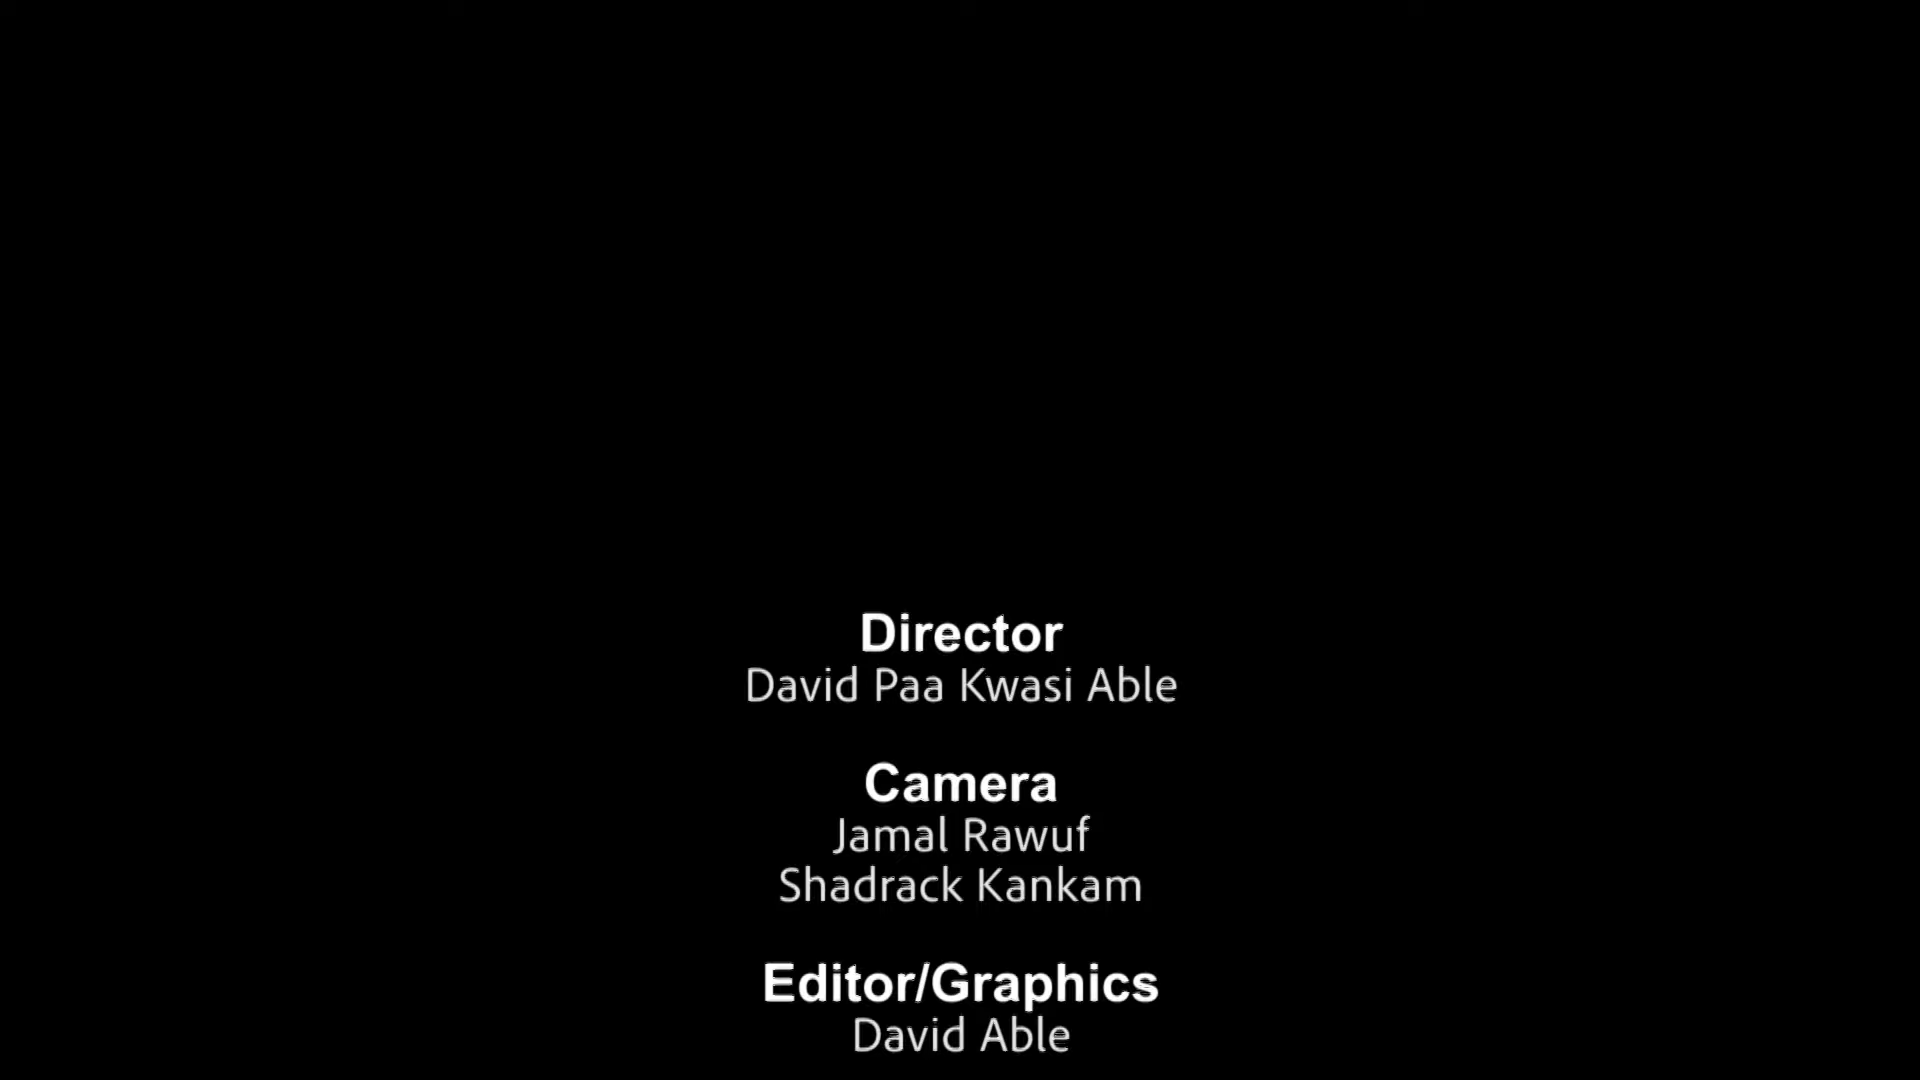 Director
David Paa Kwasi Able
Camera
Jamal Rawuf
Shadrack Kankam
Editor/Graphics
David Able